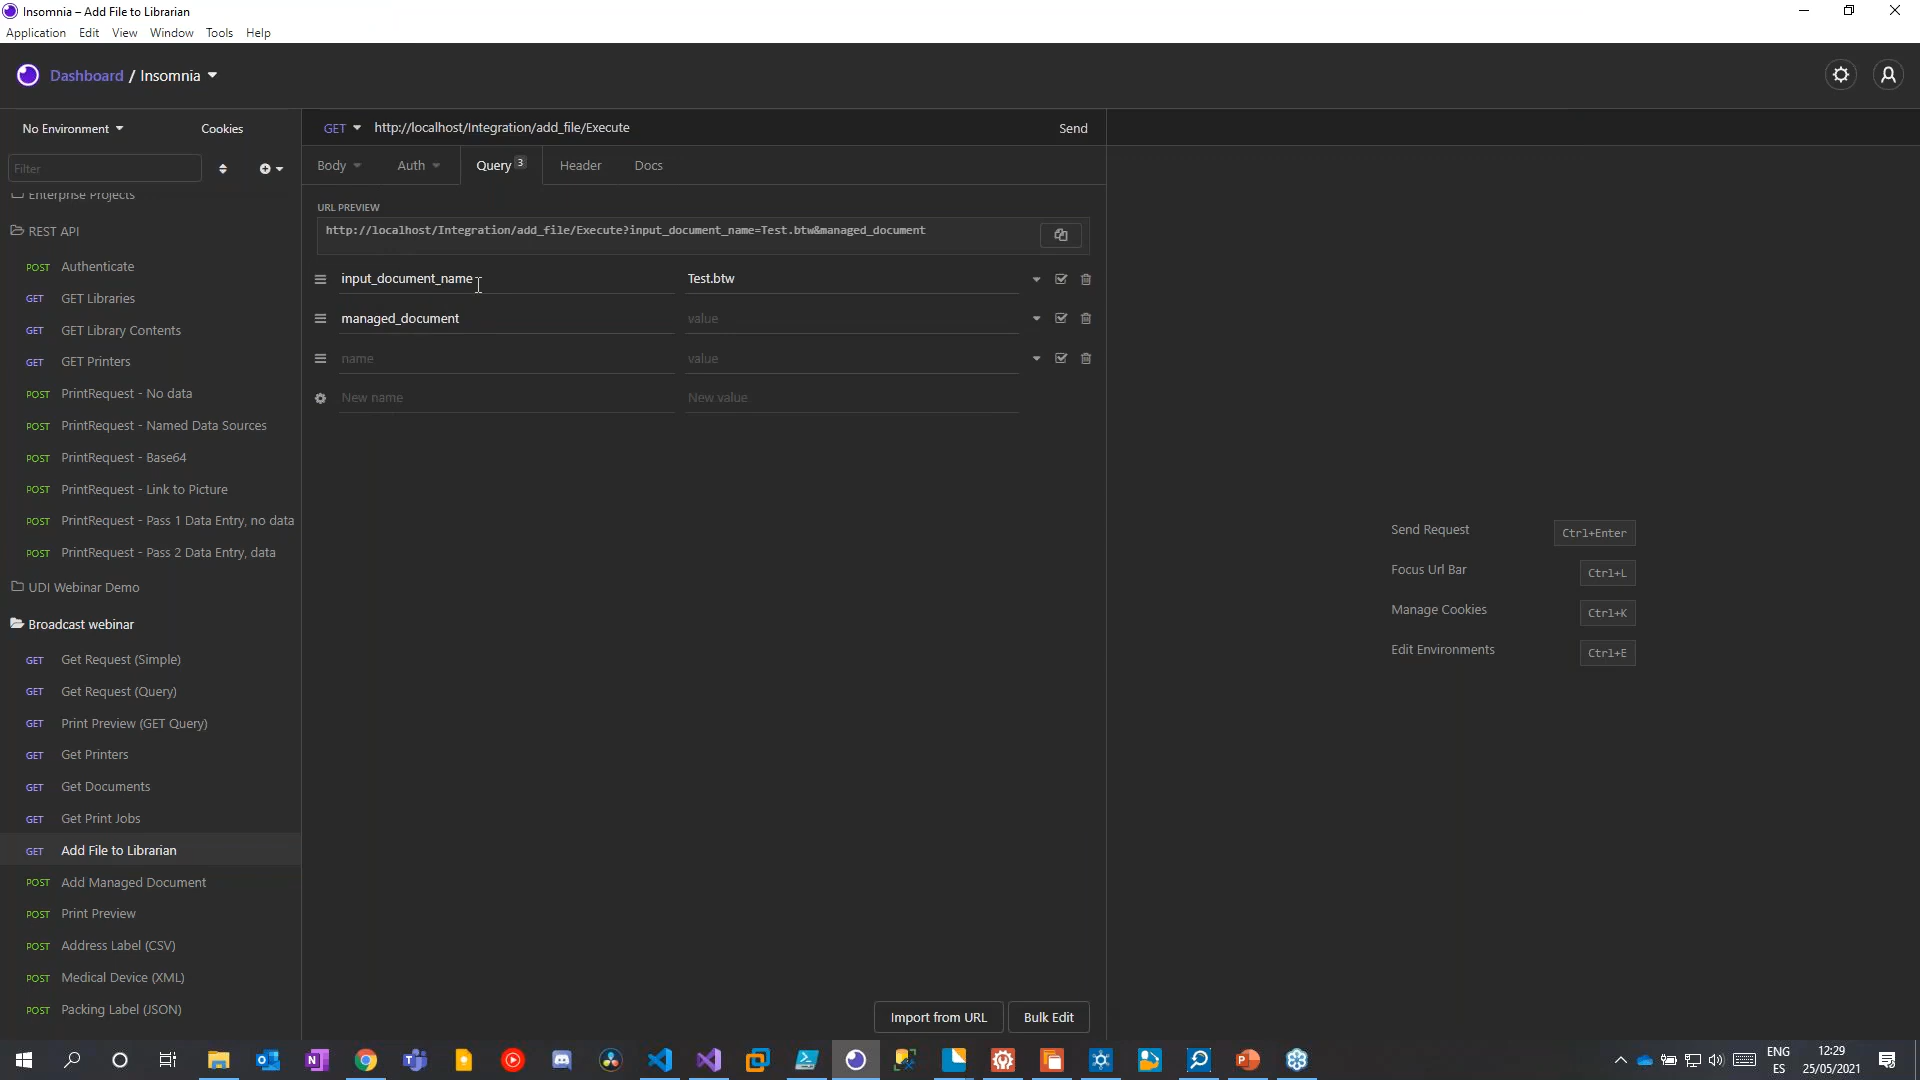 Insomnia – Add File to Librarian
Application Edit View Window Tools Help
Dashboard / Insomnia
No Environment Cookies
Filter
Enterprise Projects
REST API
POST Authenticate
GET GET Libraries
GET GET Library Contents
GET GET Printers
POST PrintRequest - No data
POST PrintRequest - Named Data Sources
POST PrintRequest - Base64
POST PrintRequest - Link to Picture
POST PrintRequest - Pass 1 Data Entry, no data
POST PrintRequest - Pass 2 Data Entry, data
UDI Webinar Demo
Broadcast webinar
GET Get Request (Simple)
GET Get Request (Query)
GET Print Preview (GET Query)
GET Get Printers
GET Get Documents
GET Get Print Jobs
GET Add File to Librarian
POST Add Managed Document
POST Print Preview
POST Address Label (CSV)
POST Medical Device (XML)
POST Packing Label (JSON)
GET http://localhost/Integration/add_file/Execute Send
Body Auth Query 3 Header Docs
URL PREVIEW
http://localhost/Integration/add_file/Execute?input_document_name=Test.btw&managed_document
input_document_name Test.btw
managed_document value
name value
New name New value
Import from URL Bulk Edit
Send Request Ctrl+Enter
Focus Url Bar Ctrl+L
Manage Cookies Ctrl+K
Edit Environments Ctrl+E
ENG
ES
12:29
25/05/2021